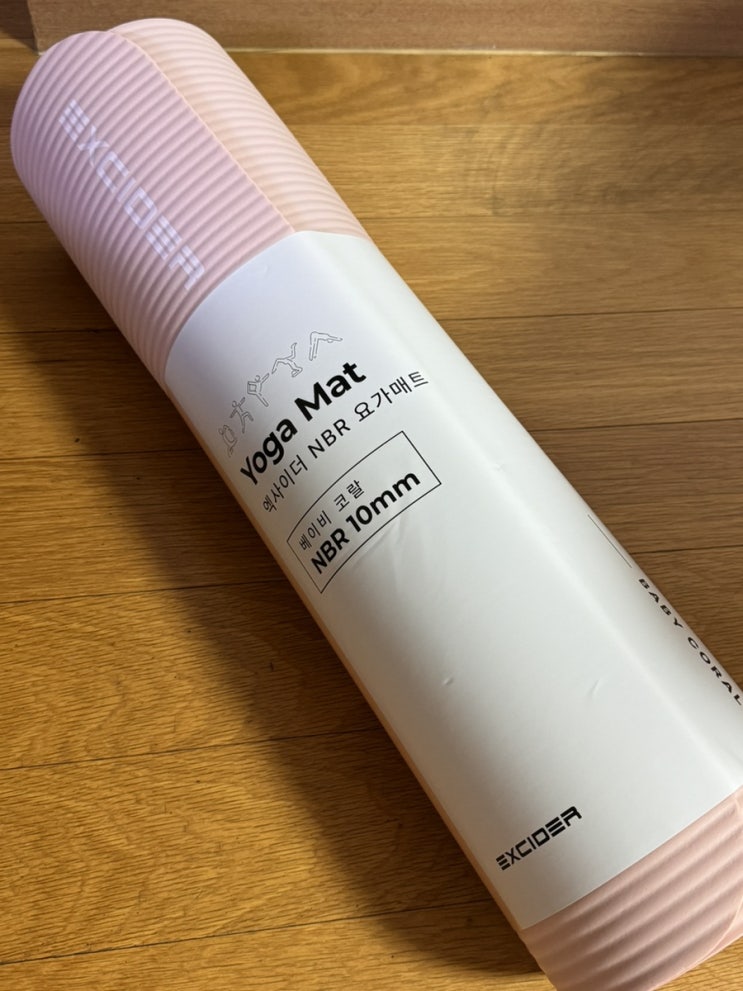 EXCIDER
Yoga Mat
엑사이더 NBR 요가매트
베이비 코랄
NBR 10mm
BABY CORAL
EXCIDER